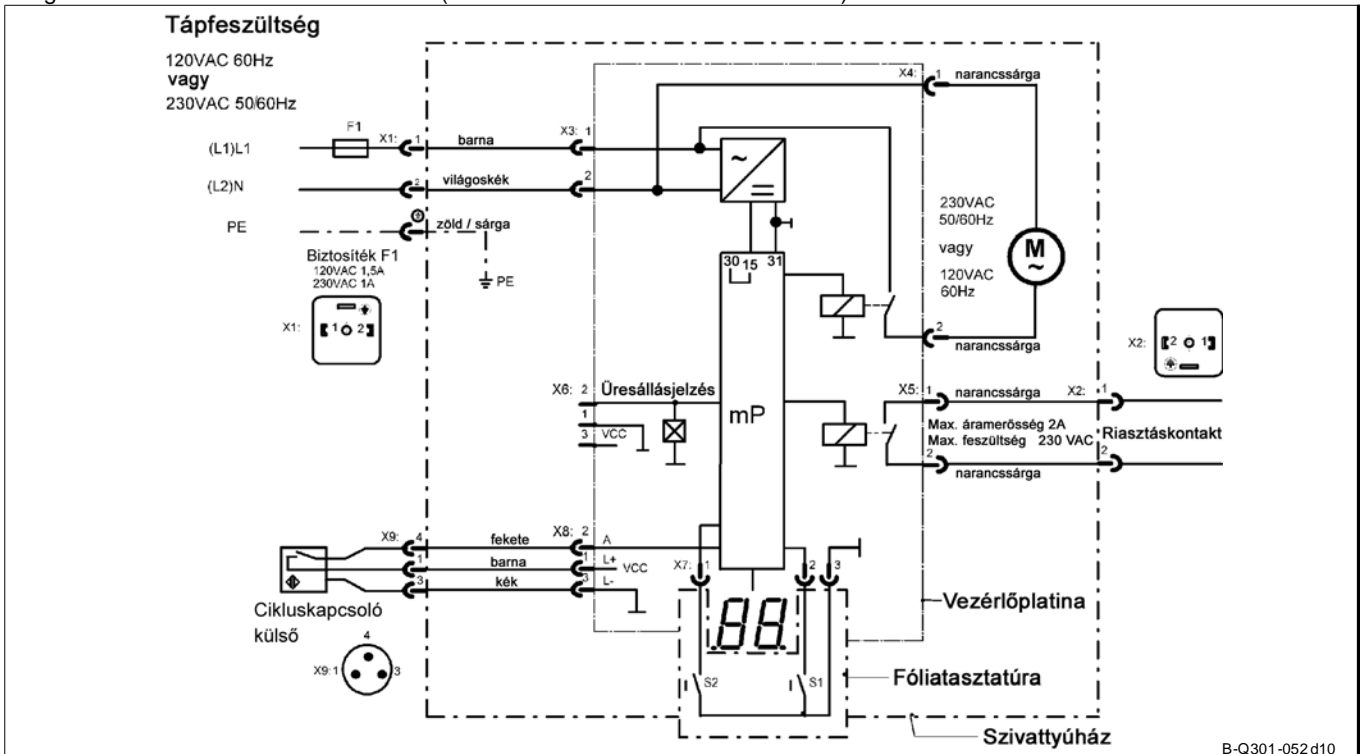 Tápfeszültség
120VAC 60Hz
vagy
230VAC 50/60Hz
F1
(L1)L1
X1: 1
barna
X3: 1
(L2)N
2
világoskék
2
PE
zöld / sárga
PE
Biztosíték F1
120VAC 1,5A
230VAC 1A
X1:
1 2
X4: 1
narancssárga
~
=
230VAC
50/60Hz
vagy
120VAC
60Hz
M
~
30 15 31
2
narancssárga
X2:
2 1
X6: 2
Üresállásjelzés
1
3 VCC
mP
X5: 1
narancssárga
X2: 1
Max. áramerösség 2A
Max. feszültség 230 VAC
Riasztáskontakt
2
narancssárga
2
X9: 4
fekete
X8: 2
A
1
barna
1
L+
VCC
3
kék
3
L-
Cikluskapcsoló
külső
X9: 1
4
3
X7: 1
2
3
88
S2
S1
Vezérlőplatina
Fóliatasztatúra
Szivattyúház
B-Q301-052d10